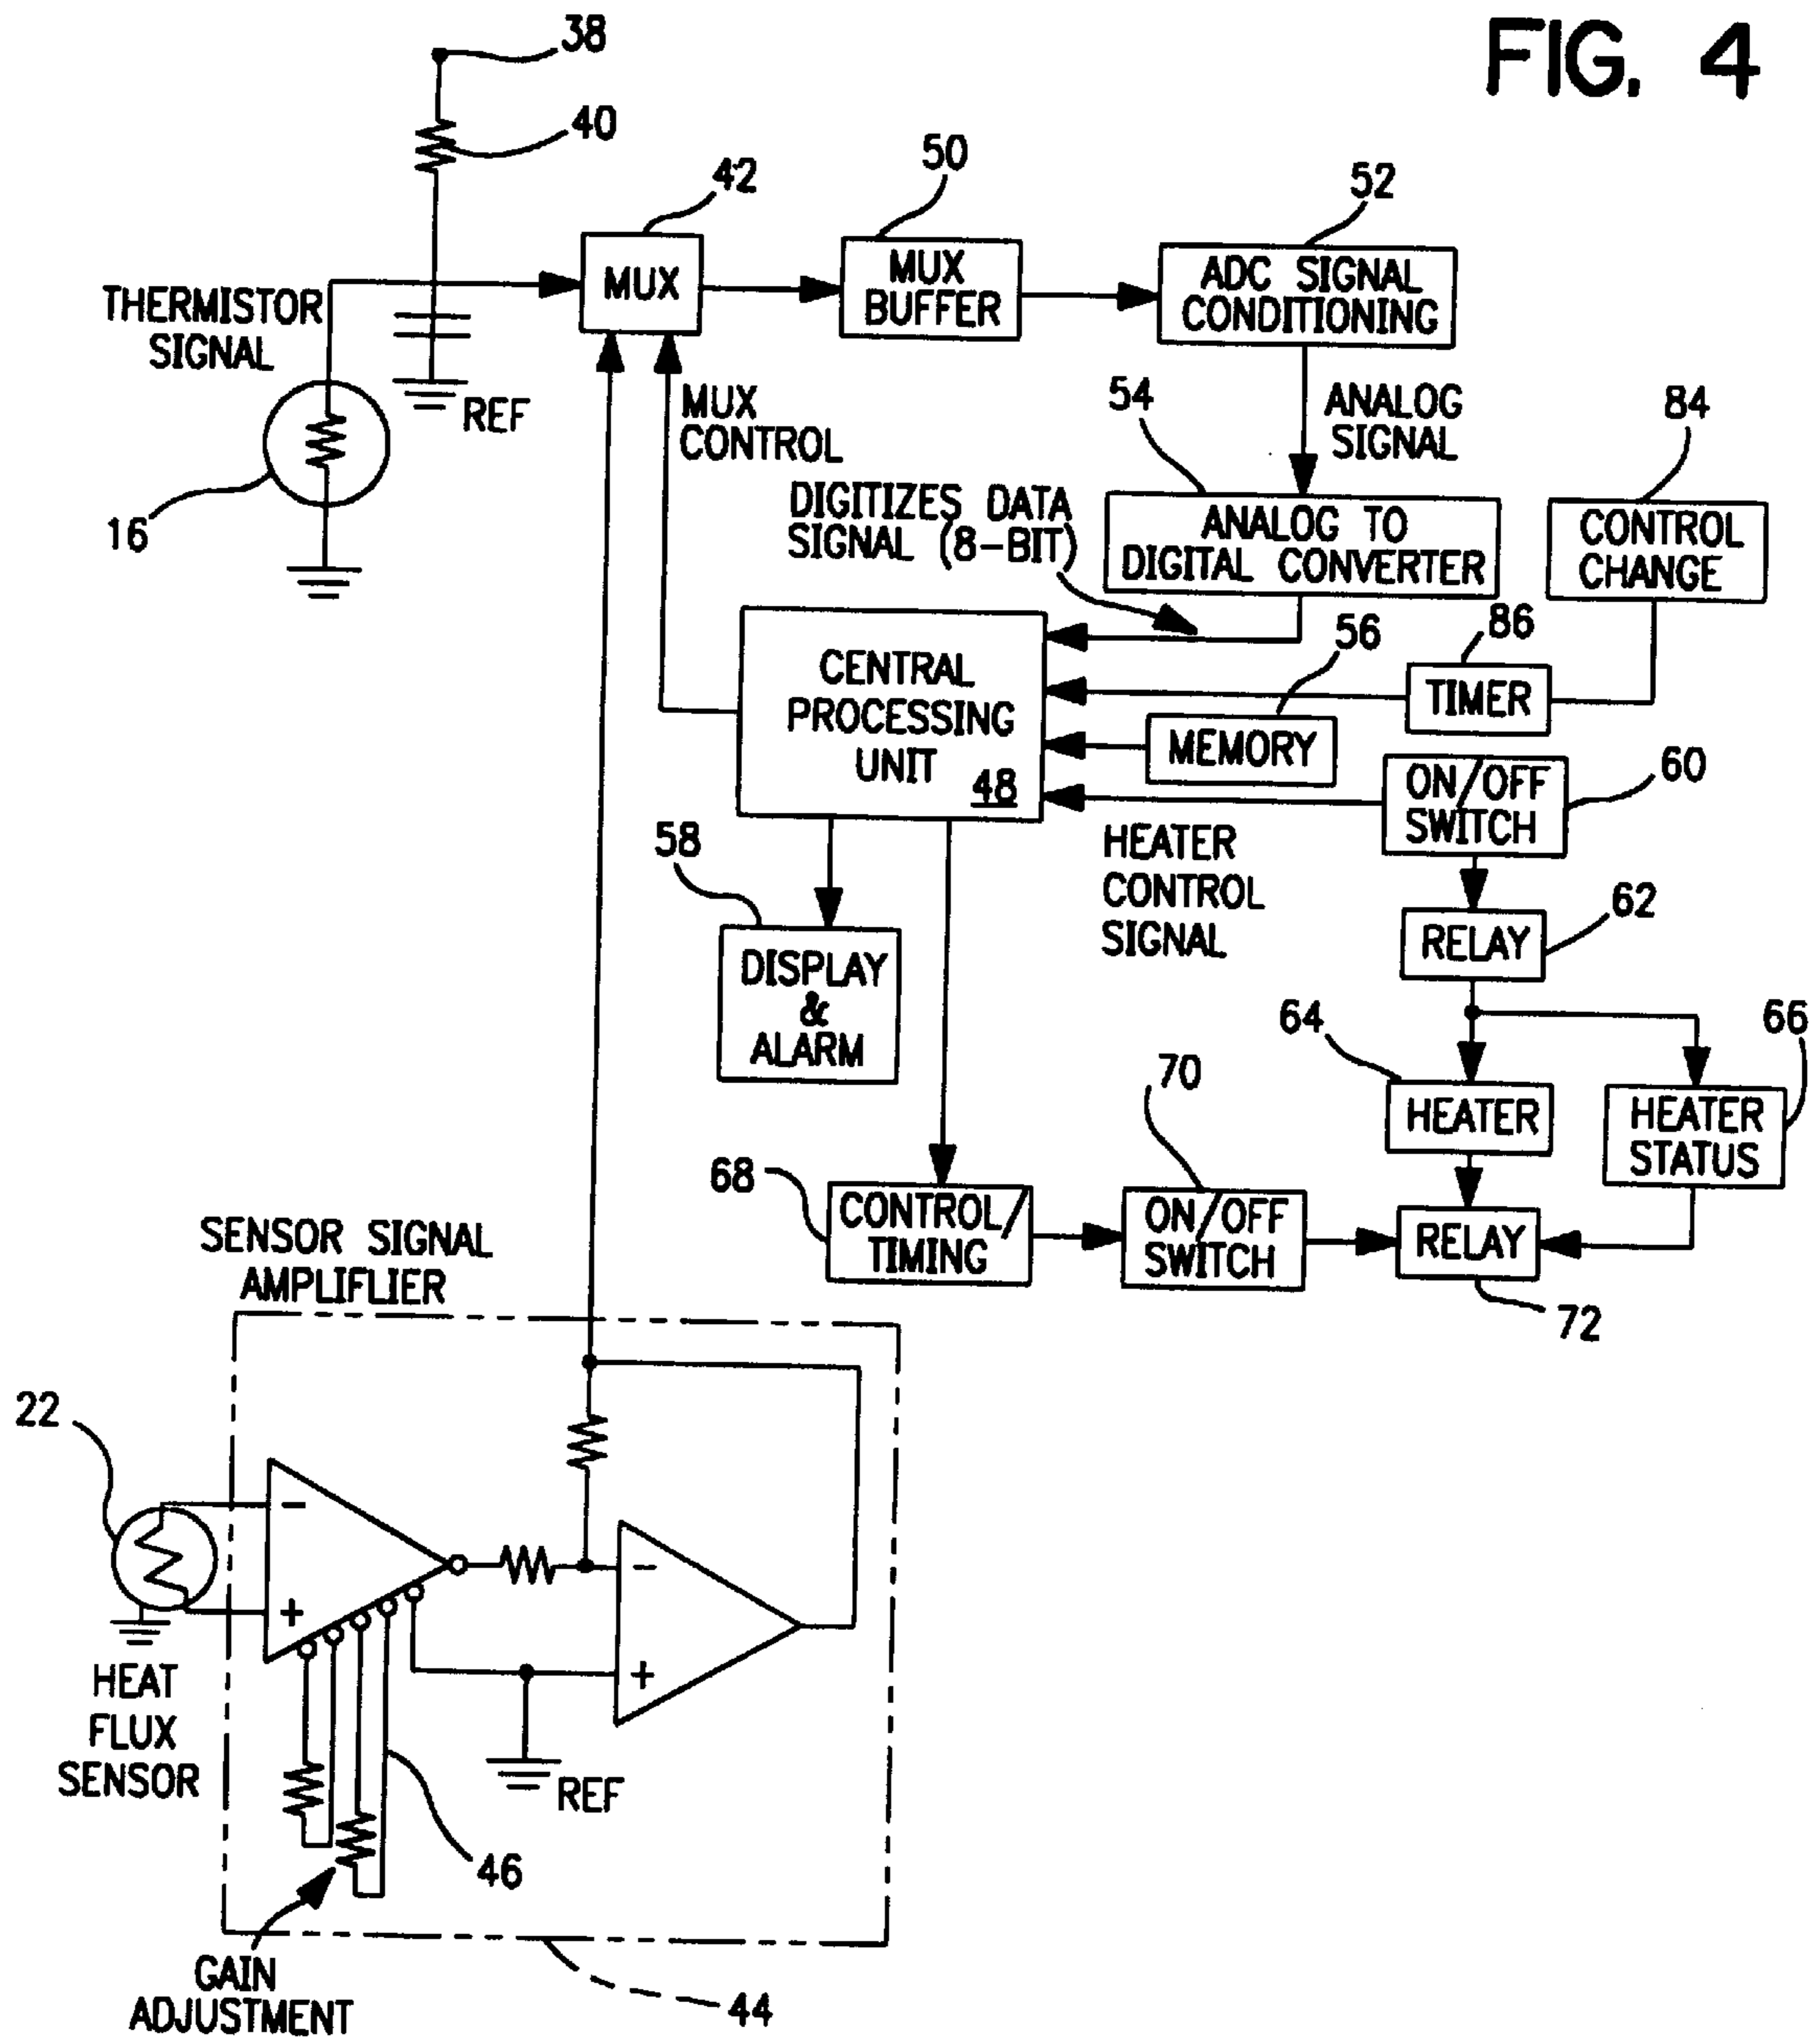 FIG. 4
38
40
42
50
52
MUX
MUX
BUFFER
ADC SIGNAL
CONDITIONING
THERMISTOR
SIGNAL
REF
16
MUX
CONTROL
ANALOG
SIGNAL
54
84
DIGITIZES DATA
SIGNAL (8-BIT)
ANALOG TO
DIGITAL CONVERTER
CONTROL
CHANGE
86
56
CENTRAL
PROCESSING
UNIT
48
TIMER
MEMORY
ON/OFF
SWITCH
60
58
HEATER
CONTROL
SIGNAL
RELAY
62
DISPLAY
&
ALARM
64
66
HEATER
HEATER
STATUS
70
68
CONTROL/
TIMING
ON/OFF
SWITCH
RELAY
72
SENSOR SIGNAL
AMPLIFLIER
22
-
+
-
+
HEAT
FLUX
SENSOR
REF
46
GAIN
ADJUSTMENT
44